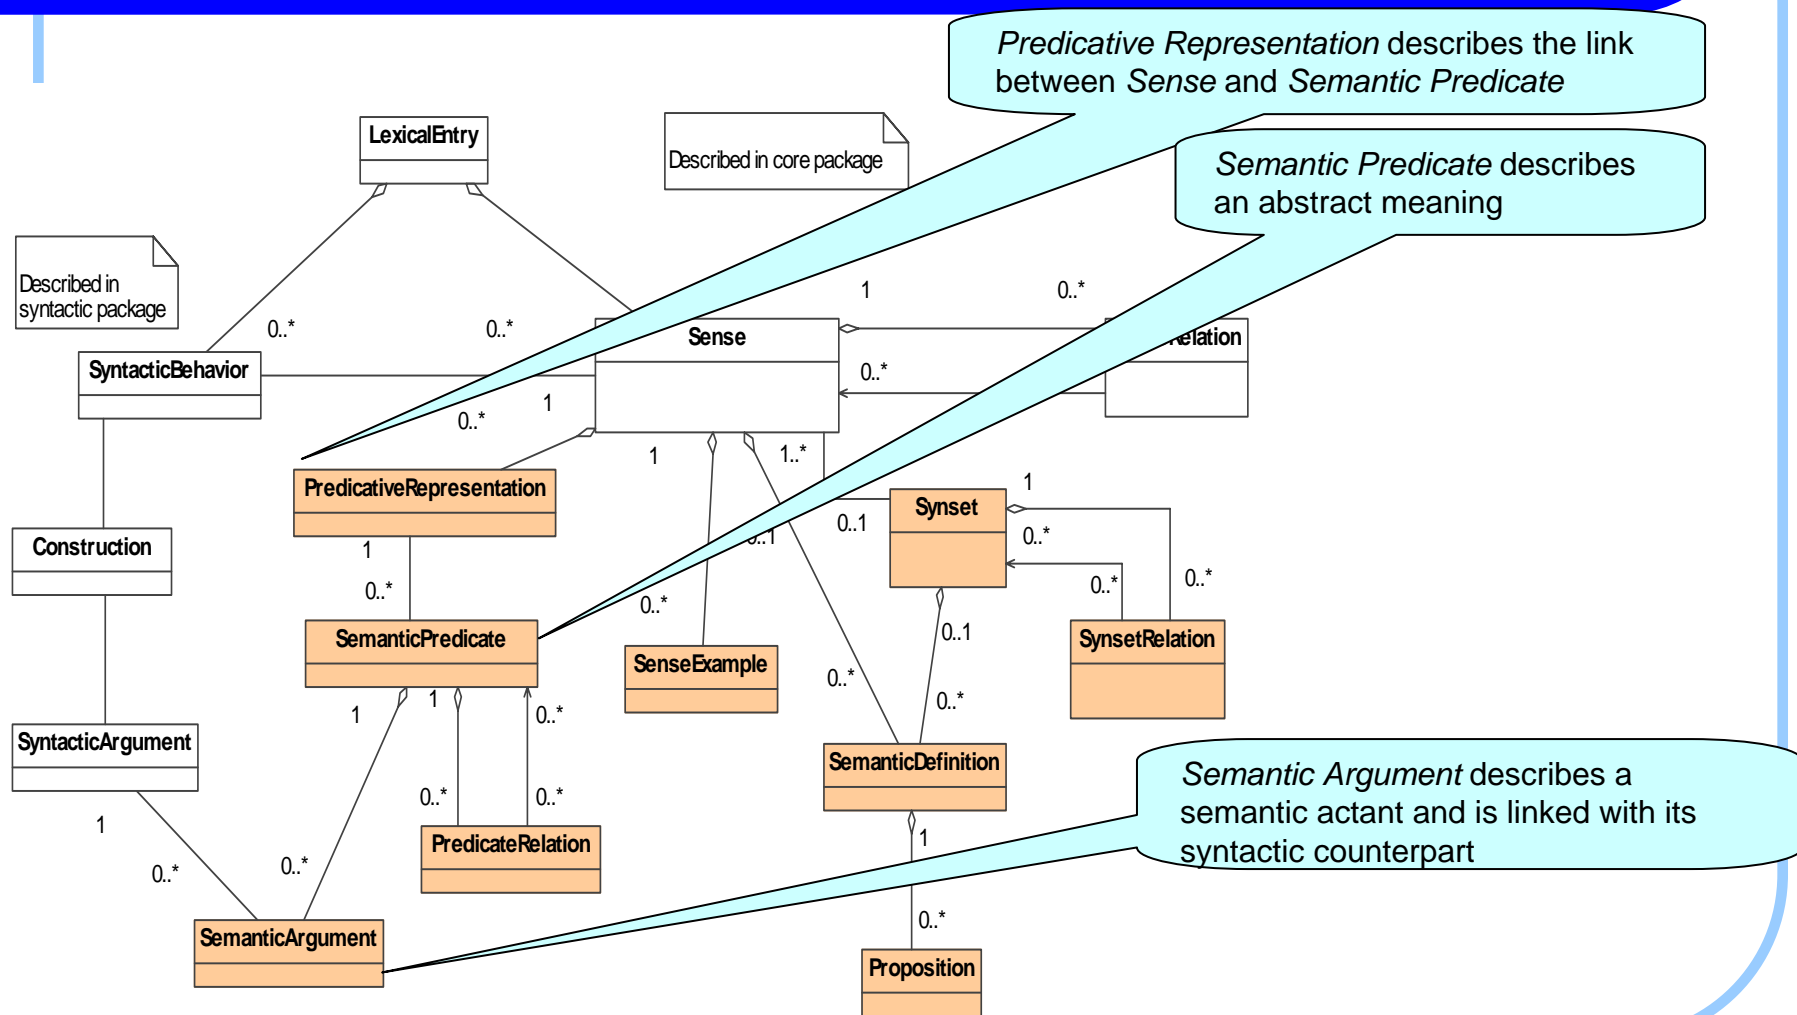 Predicative Representation describes the link
between Sense and Semantic Predicate
LexicalEntry
Described in core package
Semantic Predicate describes
an abstract meaning
Described in
syntactic package
1
0..*
0..*
0..*
Sense
SyntacticBehavior
0..*
1
0..*
1
1..*
PredicativeRepresentation
Synset
1
0..1
0..*
Construction
1
0..*
0..*
0..*
0..*
SemanticPredicate
0..1
SynsetRelation
SenseExample
0..*
1
1
0..*
0..*
SyntacticArgument
SemanticDefinition
Semantic Argument describes a
semantic actant and is linked with its
syntactic counterpart
0..*
0..*
1
1
PredicateRelation
0..*
0..*
0..*
SemanticArgument
Proposition